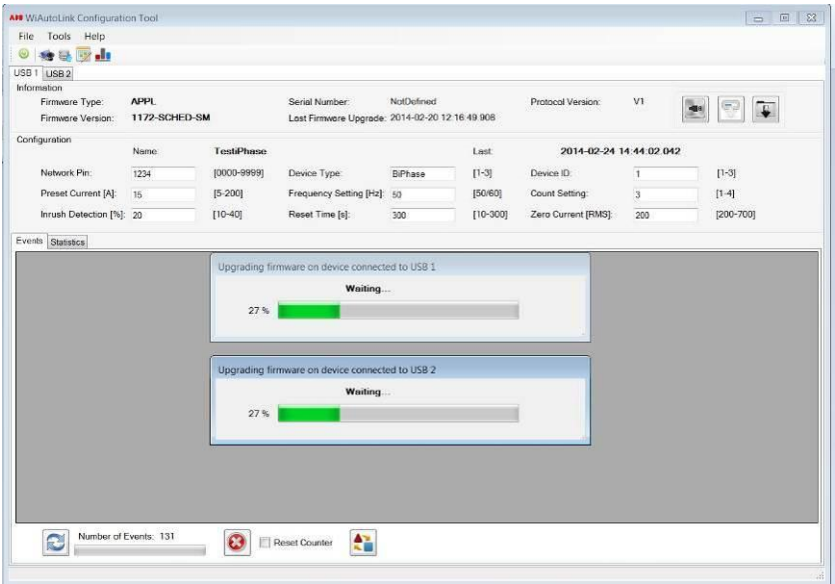 ABB WiAutoLink Configuration Tool
File Tools Help
USB 1 USB 2
Information
Firmware Type: APPL Serial Number: NotDefined Protocol Version: V1
Firmware Version: 1172-SCHED-SM Last Firmware Upgrade: 2014-02-20 12:16:49.908
Configuration
Name: TestiPhase Last: 2014-02-24 14:44:02.042
Network Pin: 1234 [0000-9999] Device Type: BiPhase [1-3] Device ID: 1 [1-3]
Preset Current [A]: 15 [5-200] Frequency Setting [Hz]: 50 [50/60] Count Setting: 3 [1-4]
Inrush Detection [%]: 20 [10-40] Reset Time [s]: 300 [10-300] Zero Current [RMS]: 200 [200-700]
Events Statistics
Upgrading firmware on device connected to USB 1
Waiting...
27 %
Upgrading firmware on device connected to USB 2
Waiting...
27 %
Number of Events: 131 Reset Counter